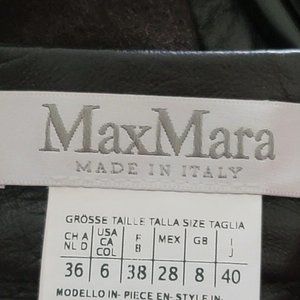 MaxMara
MADE IN ITALY
GRÖSSE TAILLE TALLA SIZE TAGLIA
CH A NL D USA CA COL F B MEX GB I J
36 6 38 28 8 40
MODELLO IN- PIECE EN- STYLE IN